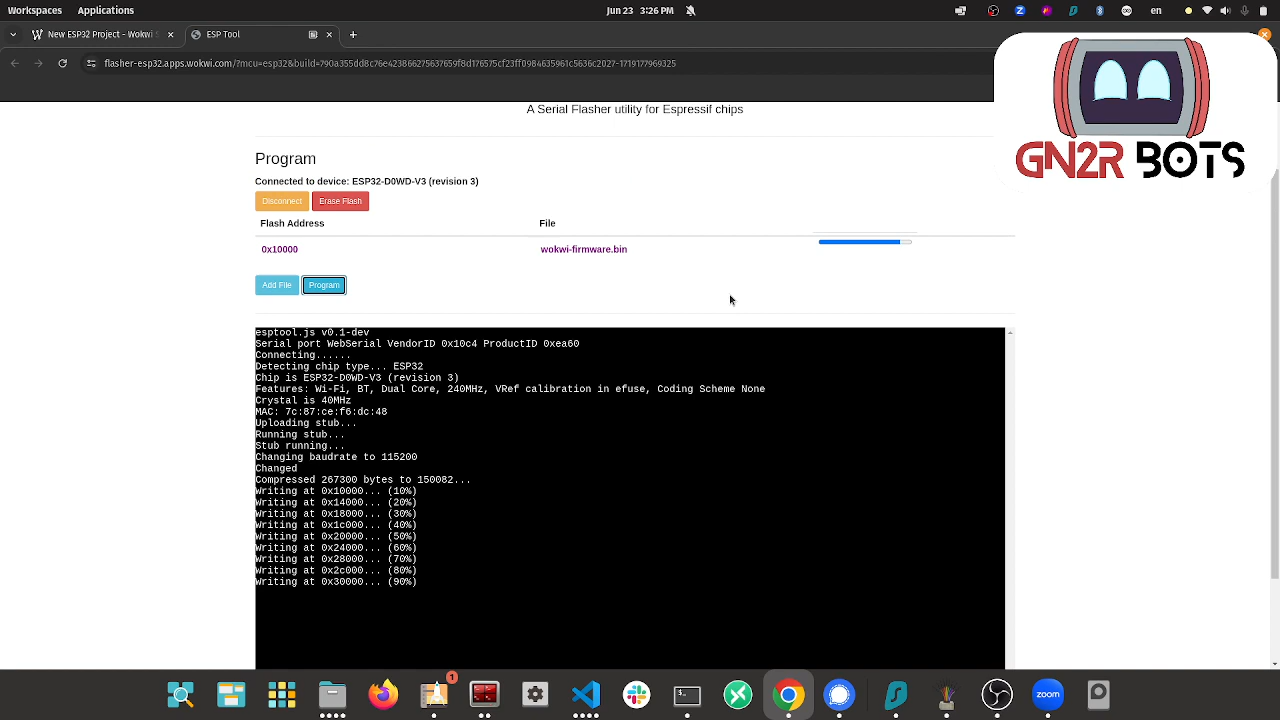 Workspaces Applications Jun 23 3:26 PM en
New ESP32 Project - Wokwi S ESP Tool
flasher-esp32.apps.wokwi.com/?mcu=esp32&build=790a355dd8c76e423866275637659f8d17b975cf23ff0984635961c5636c2027-1719177969325
GN2R BOTS
A Serial Flasher utility for Espressif chips
Program
Connected to device: ESP32-D0WD-V3 (revision 3)
Disconnect Erase Flash
Flash Address File
0x10000 wokwi-firmware.bin
Add File Program
esptool.js v0.1-dev
Serial port WebSerial VendorID 0x10c4 ProductID 0xea60
Connecting......
Detecting chip type... ESP32
Chip is ESP32-D0WD-V3 (revision 3)
Features: Wi-Fi, BT, Dual Core, 240MHz, VRef calibration in efuse, Coding Scheme None
Crystal is 40MHz
MAC: 7c:87:ce:f6:dc:48
Uploading stub...
Running stub...
Stub running...
Changing baudrate to 115200
Changed
Compressed 267300 bytes to 150082...
Writing at 0x10000... (10%)
Writing at 0x14000... (20%)
Writing at 0x18000... (30%)
Writing at 0x1c000... (40%)
Writing at 0x20000... (50%)
Writing at 0x24000... (60%)
Writing at 0x28000... (70%)
Writing at 0x2c000... (80%)
Writing at 0x30000... (90%)
1
zoom